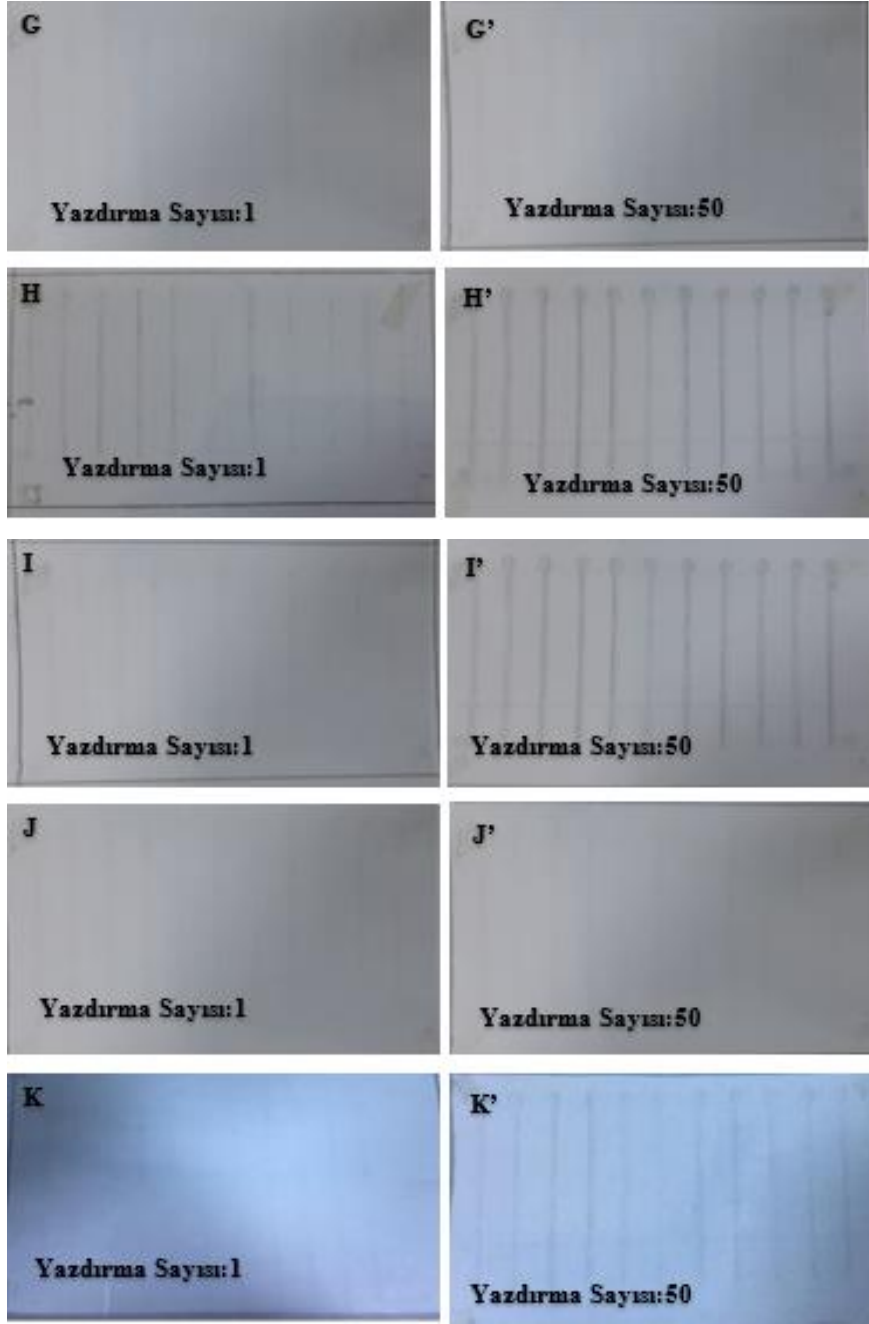 G
Yazdırma Sayısı:1
G’
Yazdırma Sayısı:50
H
Yazdırma Sayısı:1
H’
Yazdırma Sayısı:50
I
Yazdırma Sayısı:1
I’
Yazdırma Sayısı:50
J
Yazdırma Sayısı:1
J’
Yazdırma Sayısı:50
K
Yazdırma Sayısı:1
K’
Yazdırma Sayısı:50